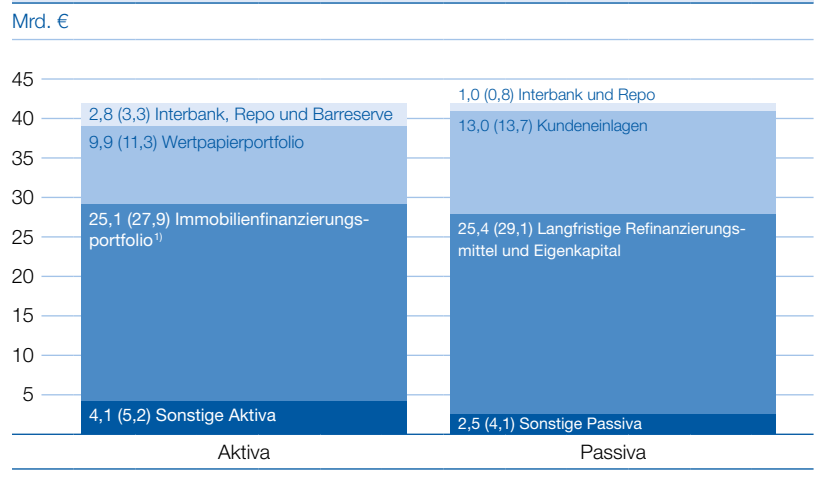 Mrd. €
45
40
35
30
25
20
15
10
5
2,8 (3,3) Interbank, Repo und Barreserve
9,9 (11,3) Wertpapierportfolio
25,1 (27,9) Immobilienfinanzierungs-
portfolio¹⁾
4,1 (5,2) Sonstige Aktiva
Aktiva
1,0 (0,8) Interbank und Repo
13,0 (13,7) Kundeneinlagen
25,4 (29,1) Langfristige Refinanzierungs-
mittel und Eigenkapital
2,5 (4,1) Sonstige Passiva
Passiva